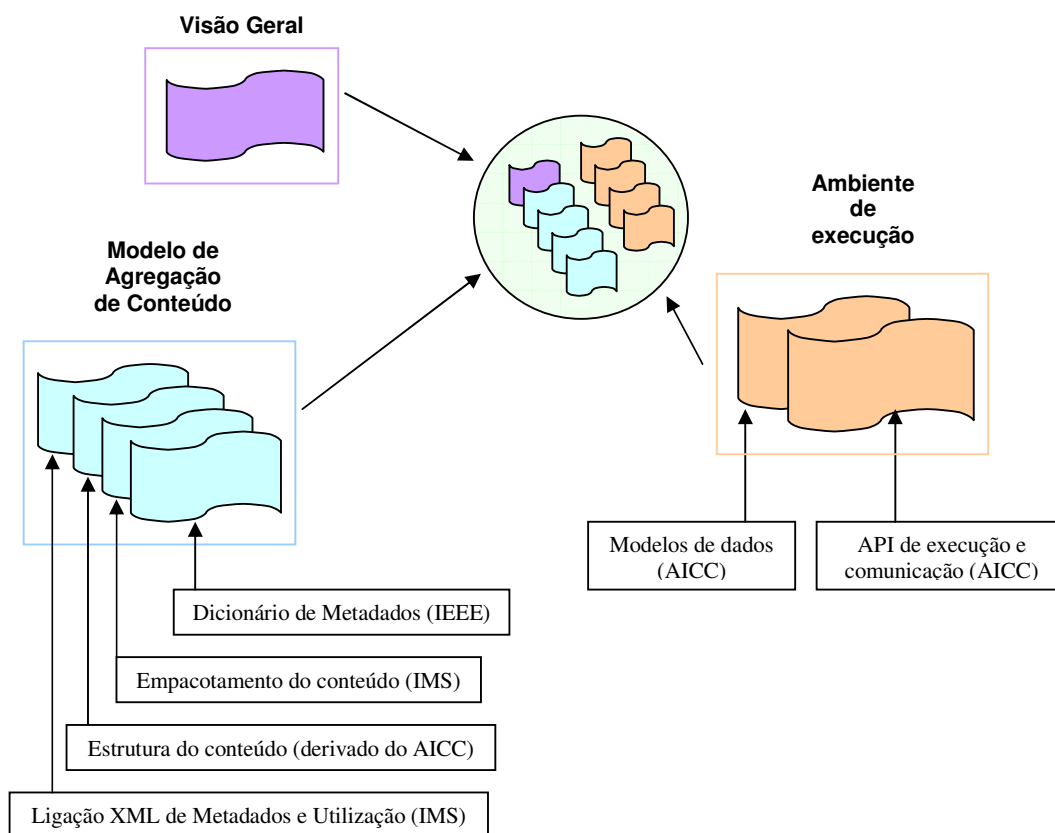 Visão Geral
Ambiente
de
execução
Modelo de
Agregação
de Conteúdo
Modelos de dados
(AICC)
API de execução e
comunicação (AICC)
Dicionário de Metadados (IEEE)
Empacotamento do conteúdo (IMS)
Estrutura do conteúdo (derivado do AICC)
Ligação XML de Metadados e Utilização (IMS)